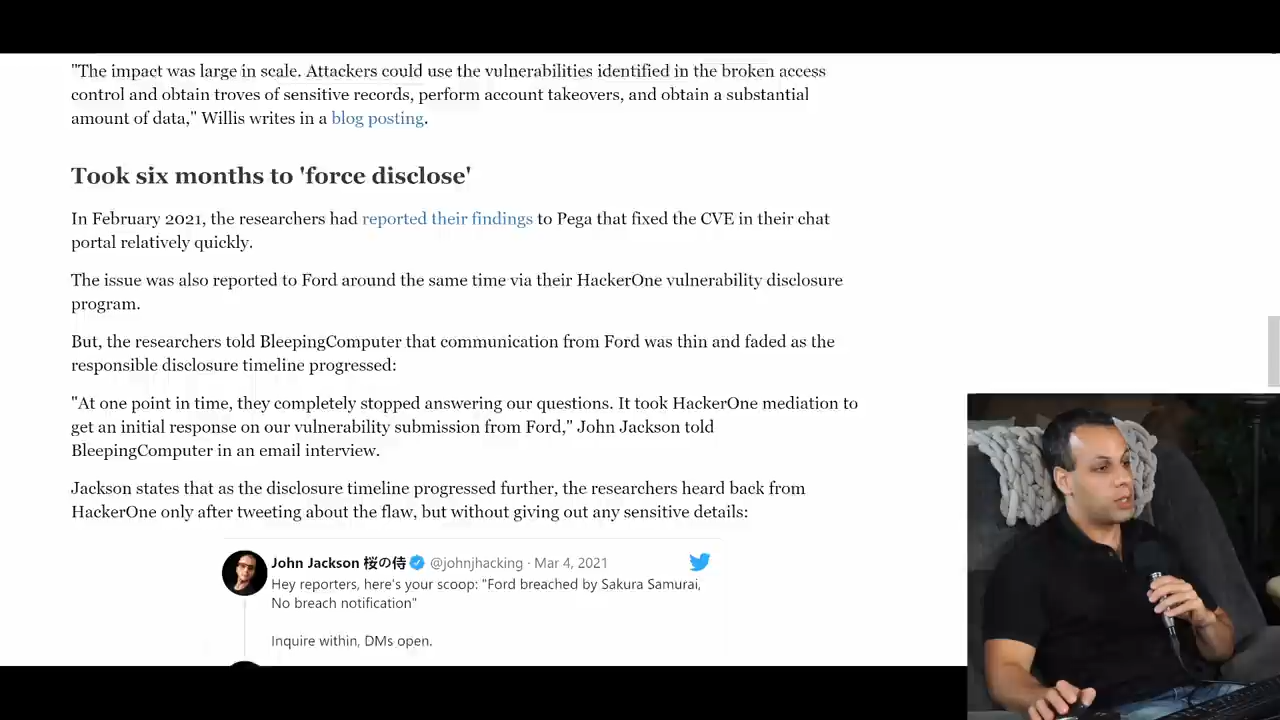 "The impact was large in scale. Attackers could use the vulnerabilities identified in the broken access
control and obtain troves of sensitive records, perform account takeovers, and obtain a substantial
amount of data," Willis writes in a blog posting.
Took six months to 'force disclose'
In February 2021, the researchers had reported their findings to Pega that fixed the CVE in their chat
portal relatively quickly.
The issue was also reported to Ford around the same time via their HackerOne vulnerability disclosure
program.
But, the researchers told BleepingComputer that communication from Ford was thin and faded as the
responsible disclosure timeline progressed:
"At one point in time, they completely stopped answering our questions. It took HackerOne mediation to
get an initial response on our vulnerability submission from Ford," John Jackson told
BleepingComputer in an email interview.
Jackson states that as the disclosure timeline progressed further, the researchers heard back from
HackerOne only after tweeting about the flaw, but without giving out any sensitive details:
John Jackson 桜の侍 @johnjhacking · Mar 4, 2021
Hey reporters, here's your scoop: "Ford breached by Sakura Samurai,
No breach notification"
Inquire within, DMs open.